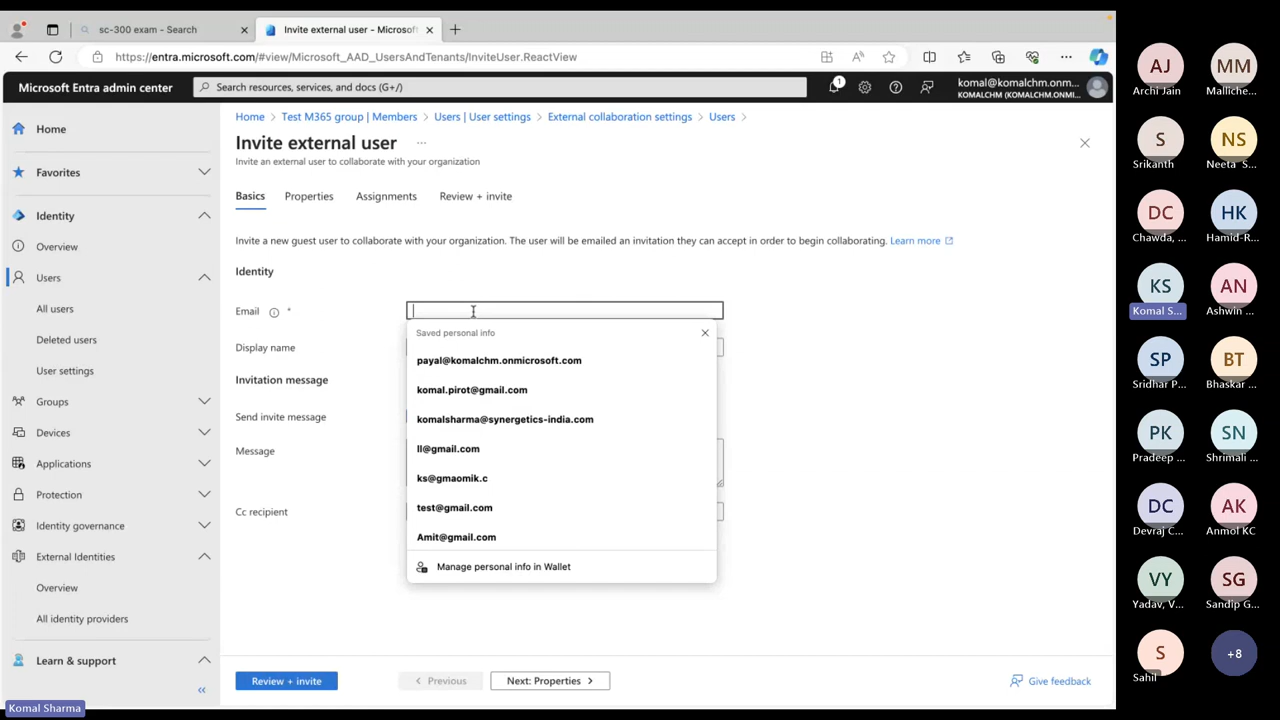 sc-300 exam - Search
Invite external user - Microsof
https://entra.microsoft.com/#view/Microsoft_AAD_UsersAndTenants/InviteUser.ReactView
Microsoft Entra admin center
Search resources, services, and docs (G+/)
1
komal@komalchm.onm...
KOMALCHM (KOMALCHM.ONMI...
Home
Favorites
Identity
Overview
Users
All users
Deleted users
User settings
Groups
Devices
Applications
Protection
Identity governance
External Identities
Overview
All identity providers
Learn & support
Komal Sharma
Home > Test M365 group | Members > Users | User settings > External collaboration settings > Users >
Invite external user ...
Invite an external user to collaborate with your organization
Basics Properties Assignments Review + invite
Invite a new guest user to collaborate with your organization. The user will be emailed an invitation they can accept in order to begin collaborating. Learn more
Identity
Email *
Display name
Invitation message
Send invite message
Message
Cc recipient
Saved personal info
payal@komalchm.onmicrosoft.com
komal.pirot@gmail.com
komalsharma@synergetics-india.com
ll@gmail.com
ks@gmaomik.c
test@gmail.com
Amit@gmail.com
Manage personal info in Wallet
Review + invite
< Previous
Next: Properties >
Give feedback
AJ
Archi Jain
MM
Malliche...
S
Srikanth
NS
Neeta S...
DC
Chawda, ...
HK
Hamid-R...
KS
Komal S...
AN
Ashwin ...
SP
Sridhar P...
BT
Bhaskar ...
PK
Pradeep ...
SN
Shrimali ...
DC
Devraj C...
AK
Anmol KC
VY
Yadav, V...
SG
Sandip G...
S
Sahil
+8